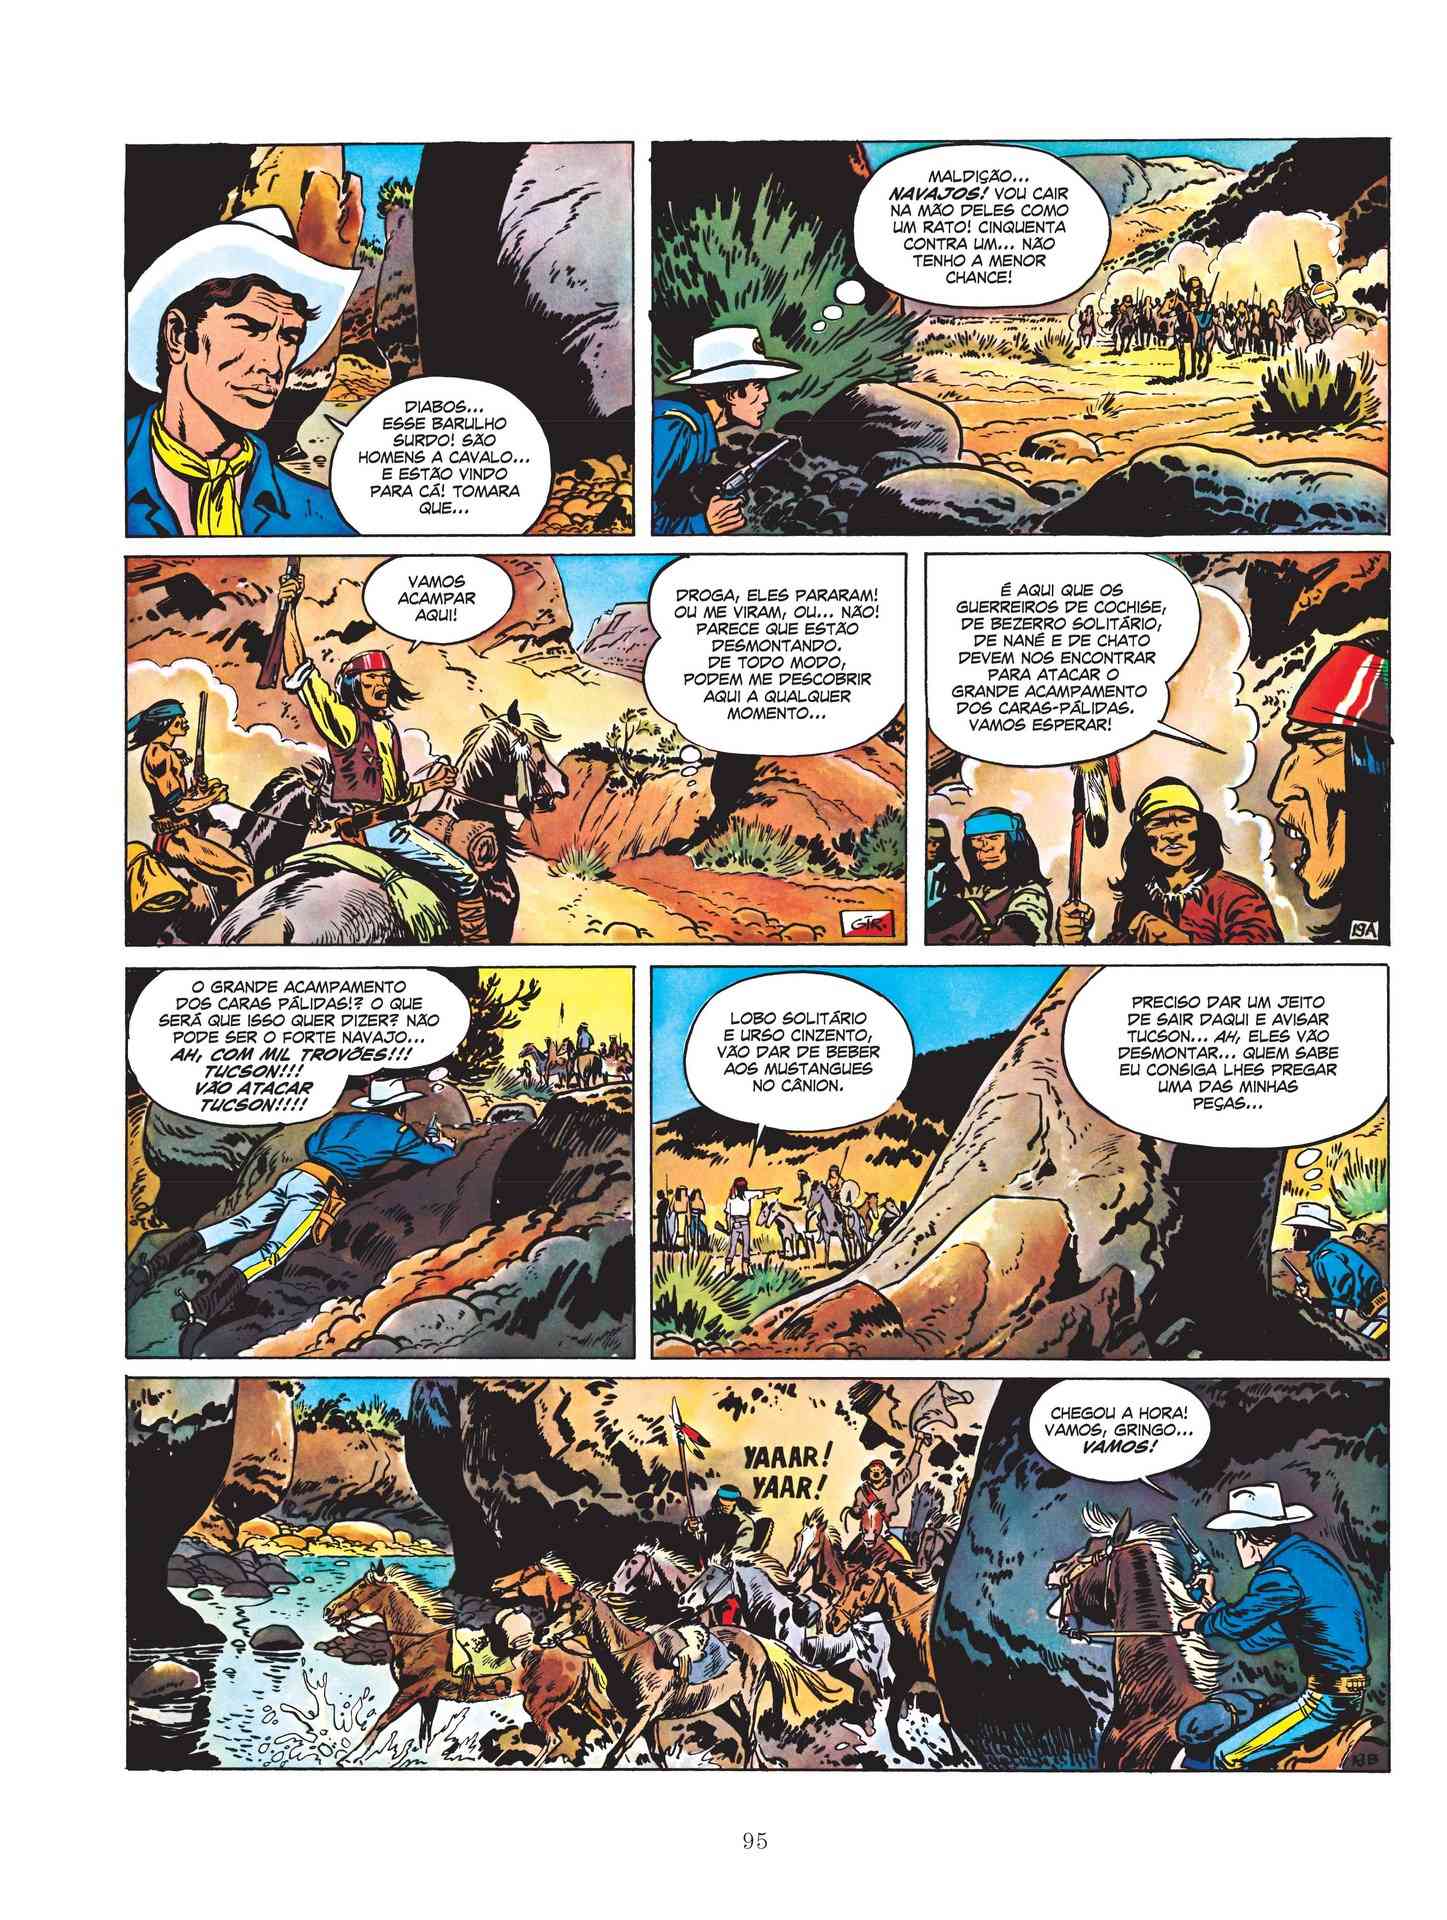 DIABOS...
ESSE BARULHO
SURDO! SÃO
HOMENS A CAVALO...
E ESTÃO VINDO
PARA CÁ! TOMARA
QUE...
MALDIÇÃO...
NAVAJOS! VOU CAIR
NA MÃO DELES COMO
UM RATO! CINQUENTA
CONTRA UM... NÃO
TENHO A MENOR
CHANCE!
VAMOS
ACAMPAR
AQUI!
DROGA, ELES PARARAM!
OU ME VIRAM, OU... NÃO!
PARECE QUE ESTÃO
DESMONTANDO.
DE TODO MODO,
PODEM ME DESCOBRIR
AQUI A QUALQUER
MOMENTO...
GIR.
É AQUI QUE OS
GUERREIROS DE COCHISE,
DE BEZERRO SOLITÁRIO,
DE NANÉ E DE CHATO
DEVEM NOS ENCONTRAR
PARA ATACAR O
GRANDE ACAMPAMENTO
DOS CARAS-PÁLIDAS.
VAMOS ESPERAR!
19A
O GRANDE ACAMPAMENTO
DOS CARAS PÁLIDAS!? O QUE
SERÁ QUE ISSO QUER DIZER? NÃO
PODE SER O FORTE NAVAJO...
AH, COM MIL TROVÕES!!!
TUCSON!!!
VÃO ATACAR
TUCSON!!!!
LOBO SOLITÁRIO
E URSO CINZENTO,
VÃO DAR DE BEBER
AOS MUSTANGUES
NO CÂNION.
PRECISO DAR UM JEITO
DE SAIR DAQUI E AVISAR
TUCSON... AH, ELES VÃO
DESMONTAR... QUEM SABE
EU CONSIGA LHES PREGAR
UMA DAS MINHAS
PEÇAS...
YAAAR!
YAAR!
CHEGOU A HORA!
VAMOS, GRINGO...
VAMOS!
19B
95